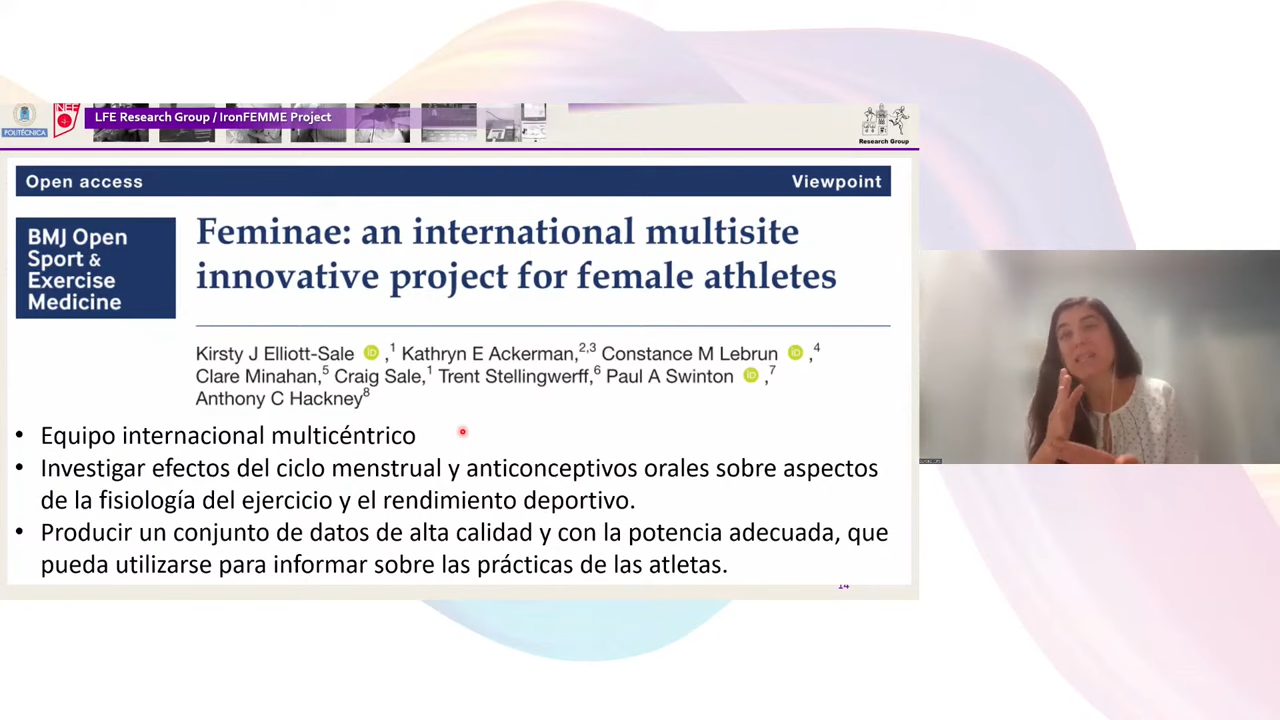 POLITÉCNICA
INEF
LFE Research Group / IronFEMME Project
Research Group
Open access
Viewpoint
BMJ Open
Sport &
Exercise
Medicine
Feminae: an international multisite
innovative project for female athletes
Kirsty J Elliott-Sale iD ,1 Kathryn E Ackerman,2,3 Constance M Lebrun iD ,4
Clare Minahan,5 Craig Sale,1 Trent Stellingwerff,6 Paul A Swinton iD ,7
Anthony C Hackney8
• Equipo internacional multicéntrico
• Investigar efectos del ciclo menstrual y anticonceptivos orales sobre aspectos
de la fisiología del ejercicio y el rendimiento deportivo.
• Producir un conjunto de datos de alta calidad y con la potencia adecuada, que
pueda utilizarse para informar sobre las prácticas de las atletas.
14